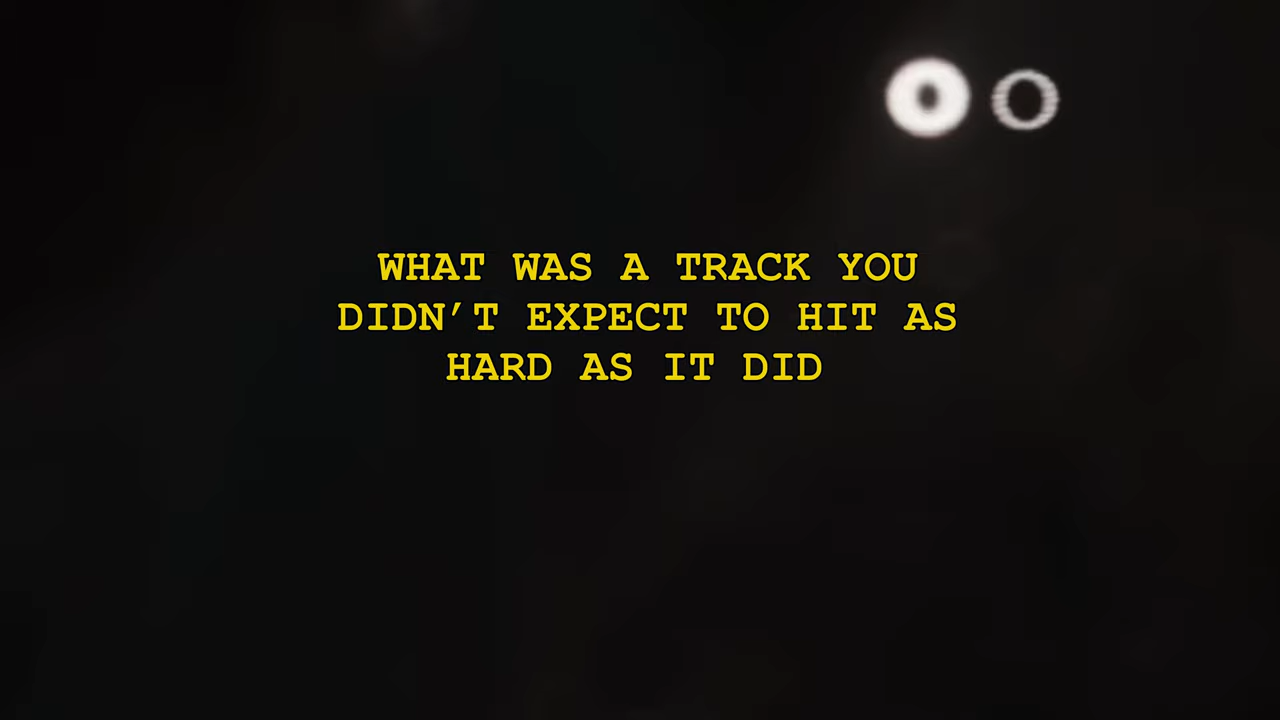 WHAT WAS A TRACK YOU
DIDN’T EXPECT TO HIT AS
HARD AS IT DID